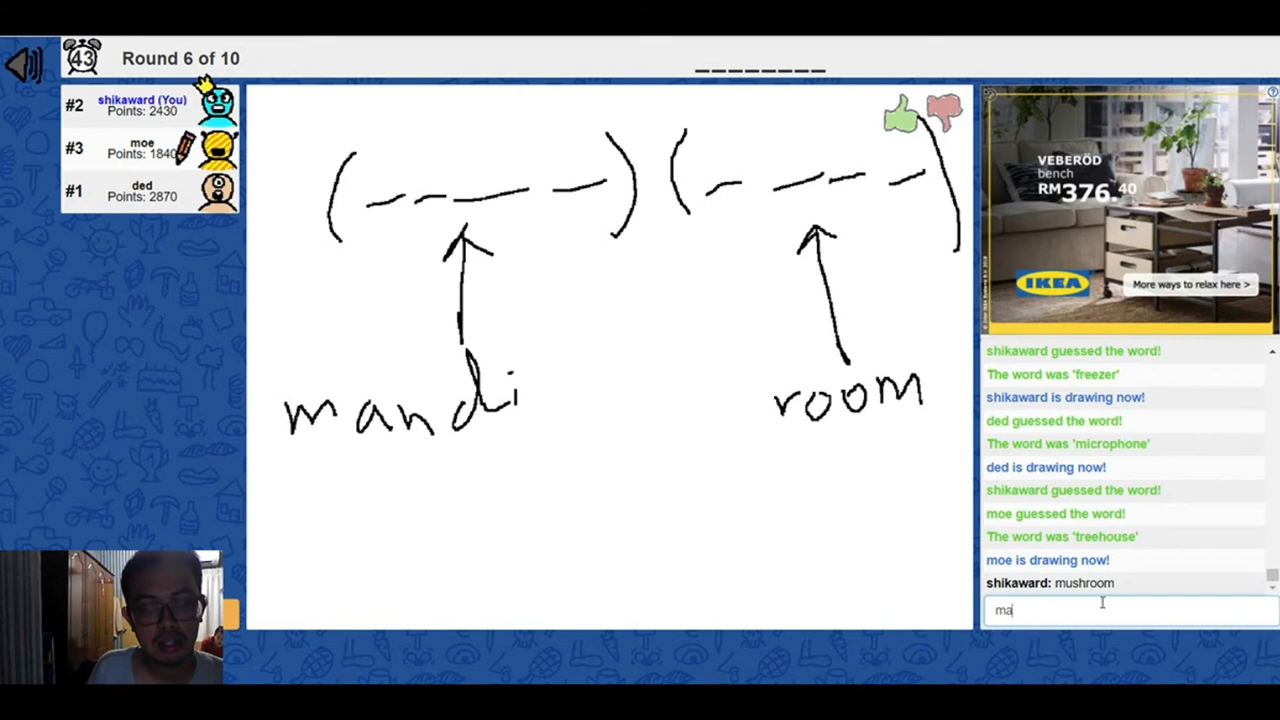 43
Round 6 of 10
________
#2 shikaward (You)
Points: 2430
#3 moe
Points: 1840
#1 ded
Points: 2870
mandi
room
VEBERÖD
bench
RM376.40
IKEA
More ways to relax here >
shikaward guessed the word!
The word was 'freezer'
shikaward is drawing now!
ded guessed the word!
The word was 'microphone'
ded is drawing now!
shikaward guessed the word!
moe guessed the word!
The word was 'treehouse'
moe is drawing now!
shikaward: mushroom
ma